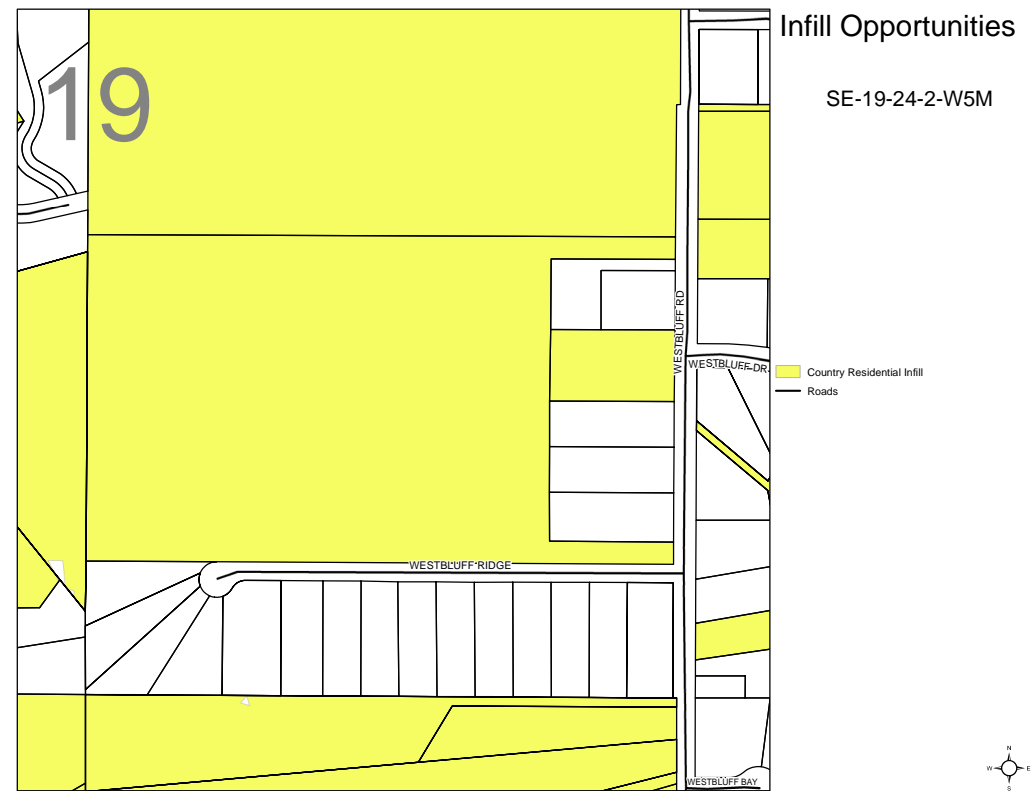 Infill Opportunities
SE-19-24-2-W5M
19
WESTBLUFF RD
WESTBLUFF DR
Country Residential Infill
Roads
WESTBLUFF RIDGE
WESTBLUFF BAY
N
W E
S